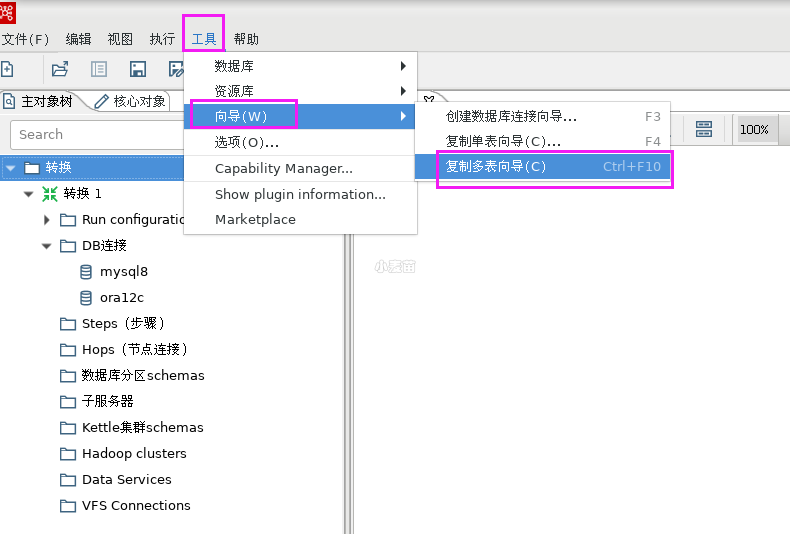 文件(F) 编辑 视图 执行 工具 帮助
数据库
资源库
向导(W)
选项(O)...
Capability Manager...
Show plugin information...
Marketplace
创建数据库连接向导... F3
复制单表向导(C)... F4
复制多表向导(C) Ctrl+F10
100%
主对象树 核心对象
Search
转换
转换 1
Run configuratio
DB连接
mysql8
ora12c
Steps（步骤）
Hops（节点连接）
数据库分区schemas
子服务器
Kettle集群schemas
Hadoop clusters
Data Services
VFS Connections